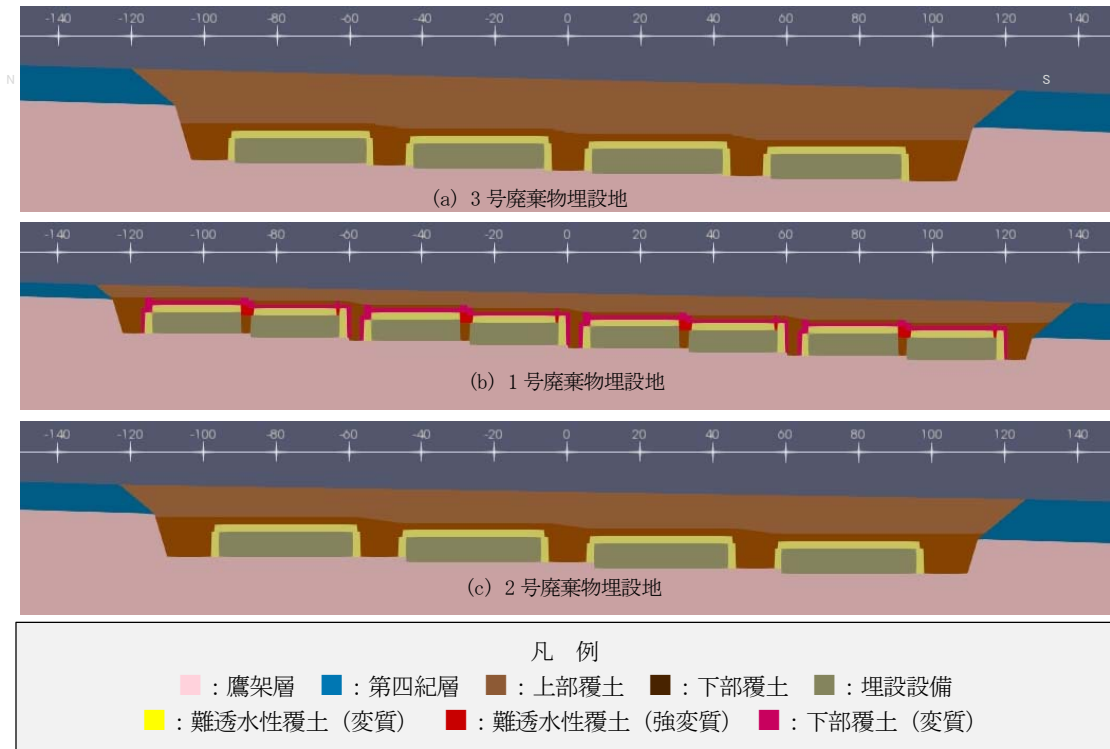 -140 -120 -100 -80 -60 -40 -20 0 20 40 60 80 100 120 140
N
S
(a) 3 号廃棄物埋設地
-140 -120 -100 -80 -60 -40 -20 0 20 40 60 80 100 120 140
(b) 1 号廃棄物埋設地
-140 -120 -100 -80 -60 -40 -20 0 20 40 60 80 100 120 140
(c) 2 号廃棄物埋設地
凡 例
:鷹架層 :第四紀層 :上部覆土 :下部覆土 :埋設設備
:難透水性覆土（変質） :難透水性覆土（強変質） :下部覆土（変質）